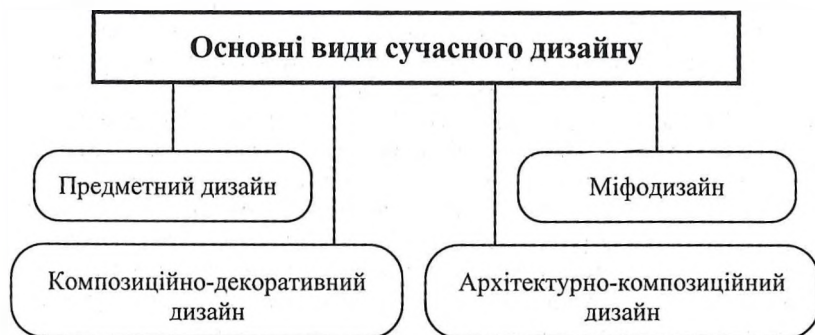 Основні види сучасного дизайну
Предметний дизайн
Міфодизайн
Композиційно-декоративний
дизайн
Архітектурно-композиційний
дизайн